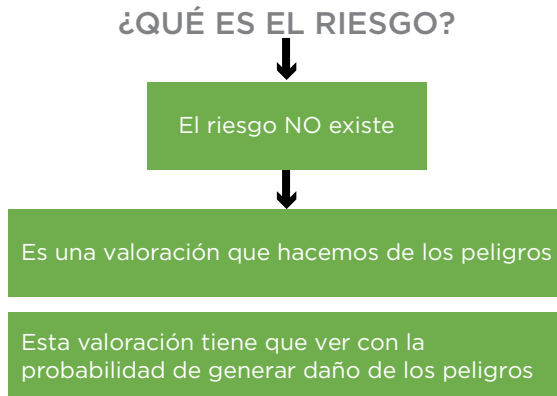 ¿QUÉ ES EL RIESGO?
El riesgo NO existe
Es una valoración que hacemos de los peligros
Esta valoración tiene que ver con la
probabilidad de generar daño de los peligros